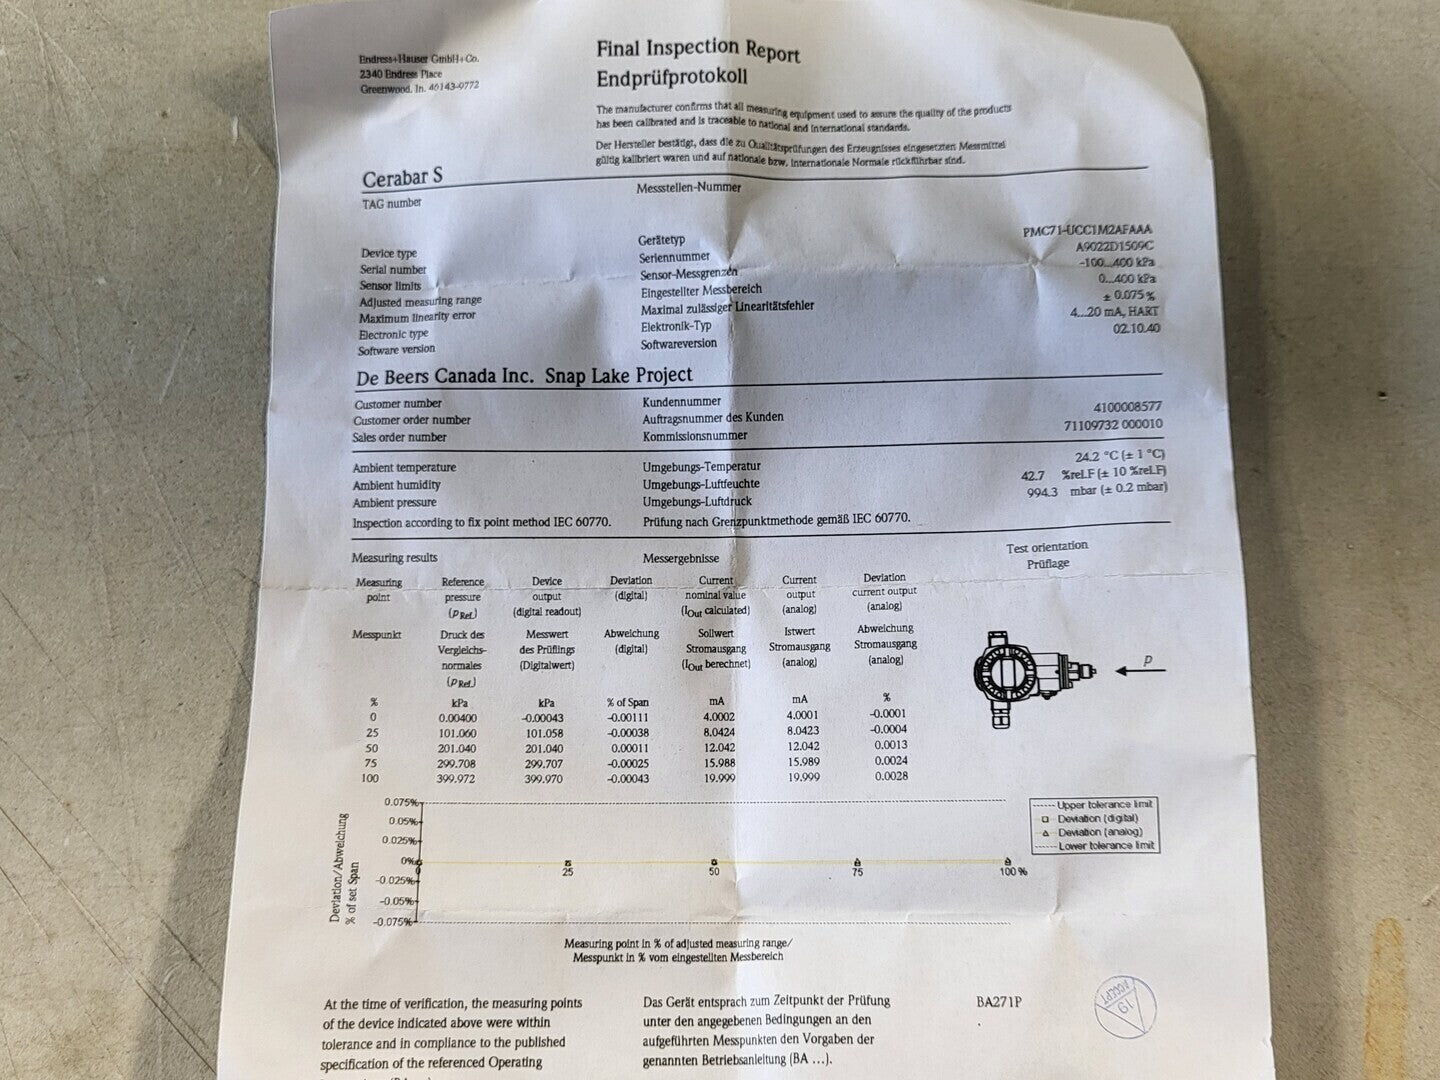 Endress+Hauser GmbH+Co.
2340 Endress Place
Greenwood. In. 46143-9772
Final Inspection Report
Endprüfprotokoll
The manufacturer confirms that all measuring equipment used to assure the quality of the products
has been calibrated and is traceable to national and international standards.
Der Hersteller bestätigt, dass die zu Qualitätsprüfungen des Erzeugnisses eingesetzten Messmittel
gültig kalibriert waren und auf nationale bzw. internationale Normale rückführbar sind.
Cerabar S
TAG number Messstellen-Nummer
Device type Gerätetyp PMC71-UCC1M2AFAAA
Serial number Seriennummer A9022D1509C
Sensor limits Sensor-Messgrenzen -100...400 kPa
Adjusted measuring range Eingestellter Messbereich 0...400 kPa
Maximum linearity error Maximal zulässiger Linearitätsfehler ± 0.075 %
Electronic type Elektronik-Typ 4...20 mA, HART
Software version Softwareversion 02.10.40
De Beers Canada Inc. Snap Lake Project
Customer number Kundennummer
Customer order number Auftragsnummer des Kunden 4100008577
Sales order number Kommissionsnummer 71109732 000010
Ambient temperature Umgebungs-Temperatur 24.2 °C (± 1 °C)
Ambient humidity Umgebungs-Luftfeuchte 42.7 %reLF (± 10 %reLF)
Ambient pressure Umgebungs-Luftdruck 994.3 mbar (± 0.2 mbar)
Inspection according to fix point method IEC 60770. Prüfung nach Grenzpunktmethode gemäß IEC 60770.
Measuring results Messergebnisse Test orientation
Prüflage
Measuring Reference Device Deviation Current Current Deviation
point pressure output (digital) nominal value output current output
(pRef.) (digital readout) (IOut calculated) (analog) (analog)
Messpunkt Druck des Messwert Abweichung Sollwert Istwert Abweichung
Vergleichs- des Prüflings (digital) Stromausgang Stromausgang Stromausgang
normales (Digitalwert) (IOut berechnet) (analog) (analog)
(pRef.)
p
% kPa kPa % of Span mA mA %
0 0.00400 -0.00043 -0.00111 4.0002 4.0001 -0.0001
25 101.060 101.058 -0.00038 8.0424 8.0423 -0.0004
50 201.040 201.040 0.00011 12.042 12.042 0.0013
75 299.708 299.707 -0.00025 15.988 15.989 0.0024
100 399.972 399.970 -0.00043 19.999 19.999 0.0028
Deviation/Abweichung
% of set Span
0.075%
0.05%
0.025%
0%
-0.025%
-0.05%
-0.075%
0 25 50 75 100 %
Upper tolerance limit
Deviation (digital)
Deviation (analog)
Lower tolerance limit
Measuring point in % of adjusted measuring range/
Messpunkt in % vom eingestellten Messbereich
At the time of verification, the measuring points
of the device indicated above were within
tolerance and in compliance to the published
specification of the referenced Operating
Das Gerät entsprach zum Zeitpunkt der Prüfung
unter den angegebenen Bedingungen an den
aufgeführten Messpunkten den Vorgaben der
genannten Betriebsanleitung (BA ...).
BA271P
ACCEPT
19